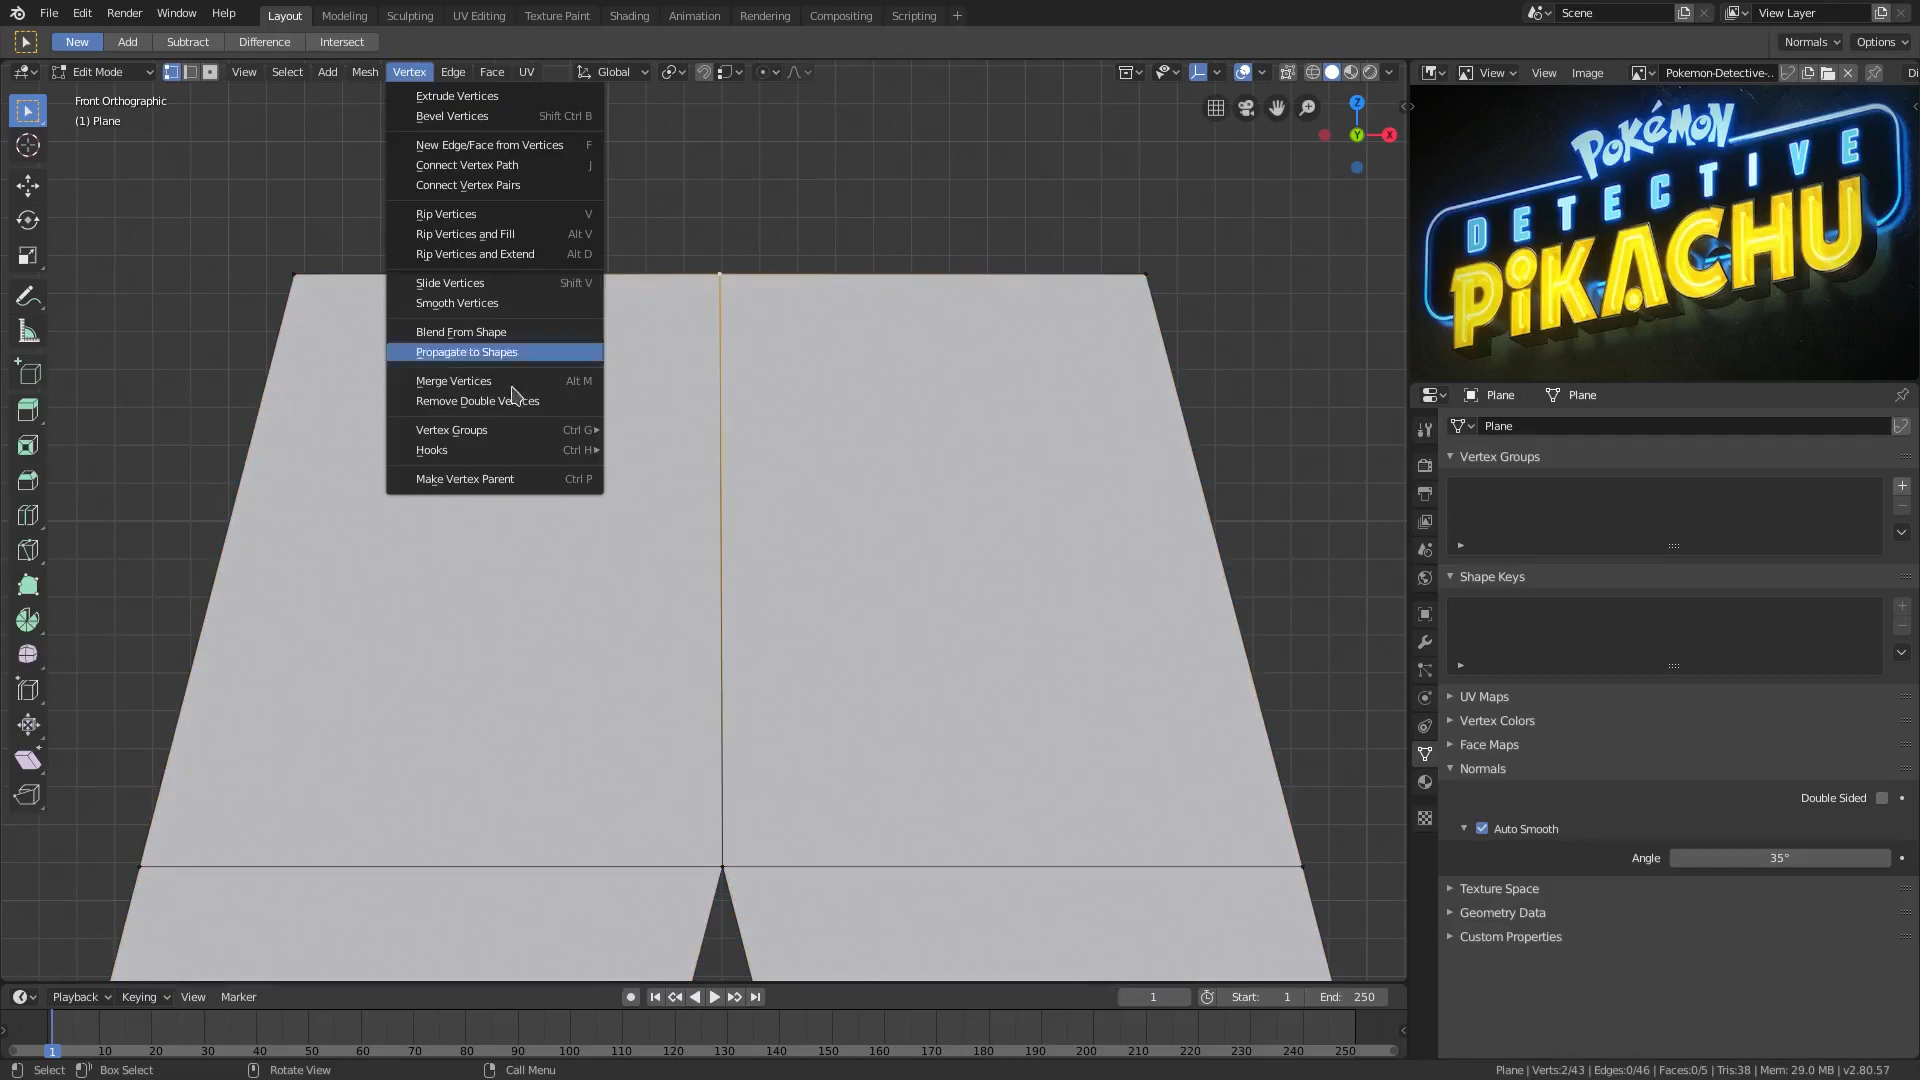 File Edit Render Window Help Layout Modeling Sculpting UV Editing Texture Paint Shading Animation Rendering Compositing Scripting + Scene View Layer
New Add Subtract Difference Intersect Normals Options
Edit Mode View Select Add Mesh Vertex Edge Face UV Global View View Image Pokemon-Detective-.. Di
Front Orthographic
(1) Plane
Extrude Vertices
Bevel Vertices Shift Ctrl B
New Edge/Face from Vertices F
Connect Vertex Path J
Connect Vertex Pairs
Rip Vertices V
Rip Vertices and Fill Alt V
Rip Vertices and Extend Alt D
Slide Vertices Shift V
Smooth Vertices
Blend From Shape
Propagate to Shapes
Merge Vertices Alt M
Remove Double Vertices
Vertex Groups Ctrl G
Hooks Ctrl H
Make Vertex Parent Ctrl P
Z
Y
X
POKéMON
DETECTIVE
PiKACHU
Plane Plane
Plane
Vertex Groups
Shape Keys
UV Maps
Vertex Colors
Face Maps
Normals
Double Sided
Auto Smooth
Angle 35°
Texture Space
Geometry Data
Custom Properties
Playback Keying View Marker 1 Start: 1 End: 250
1 10 20 30 40 50 60 70 80 90 100 110 120 130 140 150 160 170 180 190 200 210 220 230 240 250
Select Box Select Rotate View Call Menu Plane | Verts:2/43 | Edges:0/46 | Faces:0/5 | Tris:38 | Mem: 29.0 MB | v2.80.57